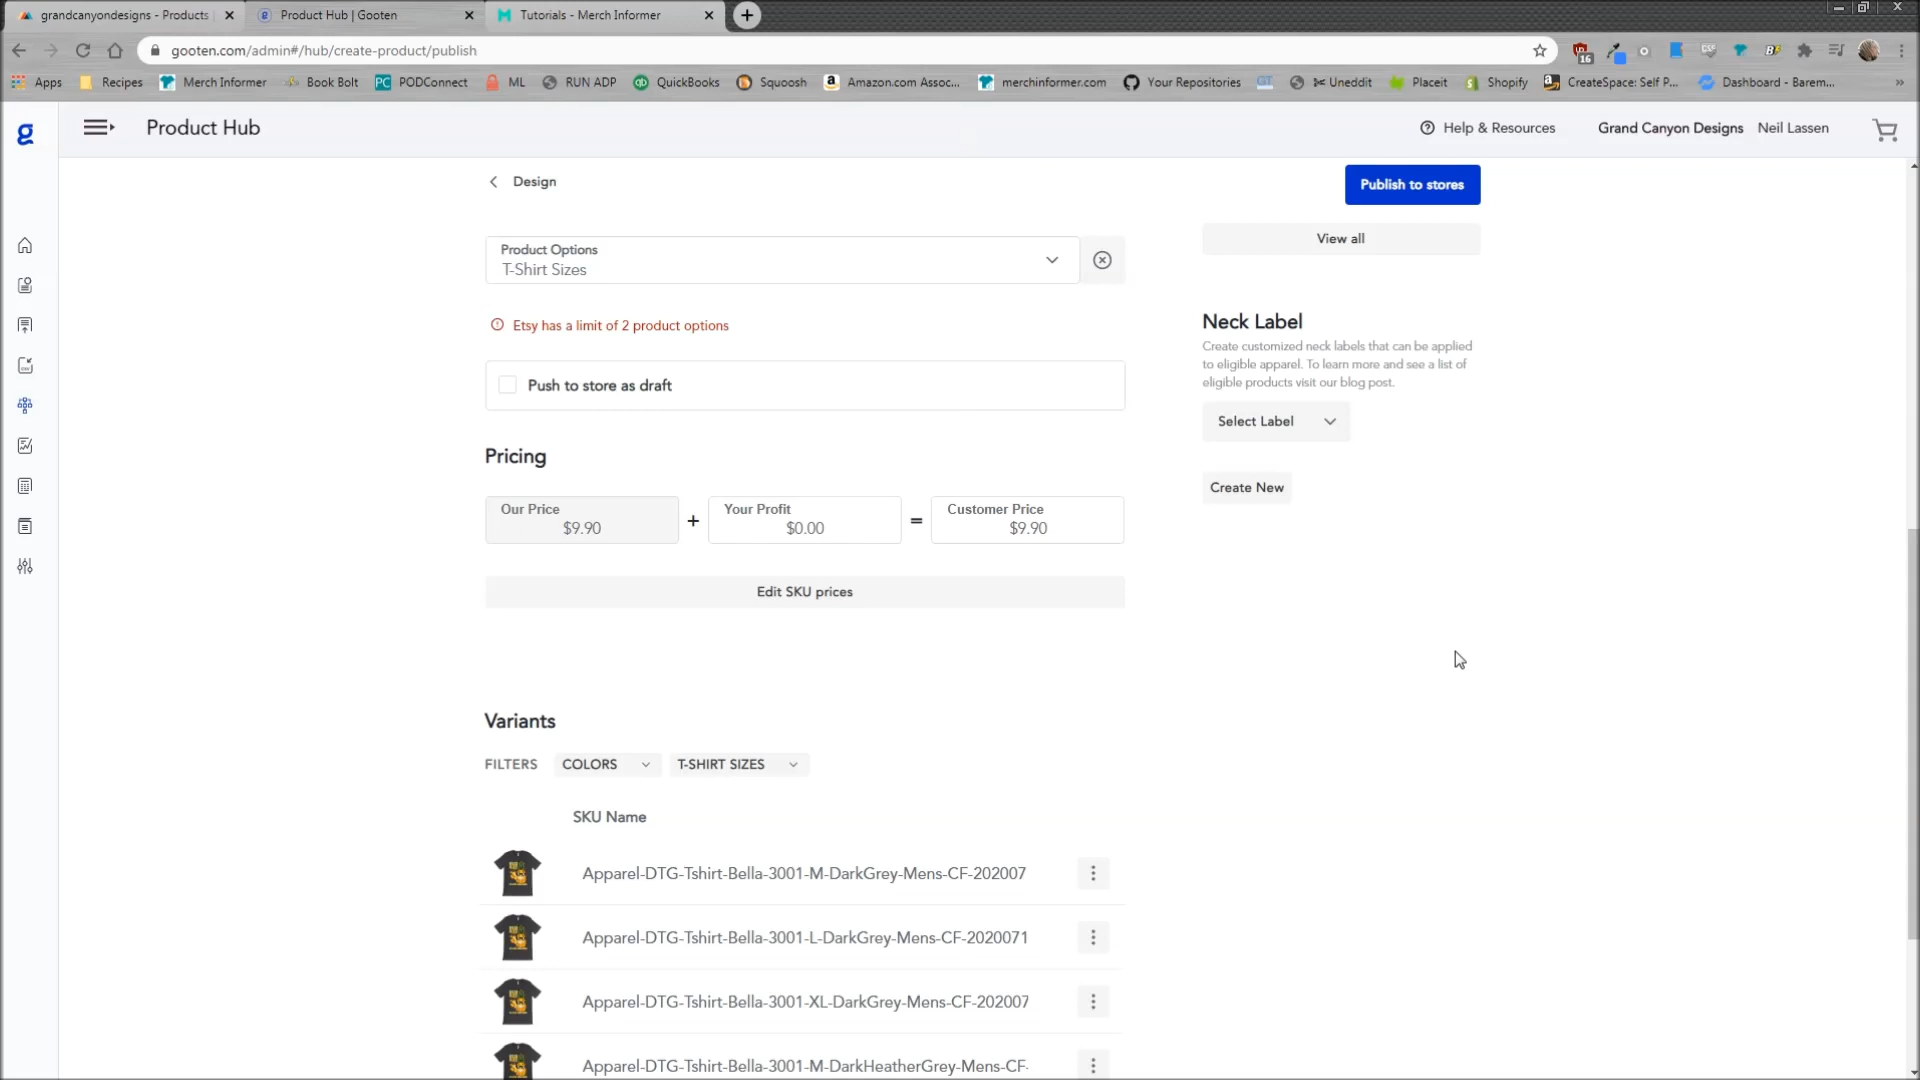 grandcanyondesigns - Products
Product Hub | Gooten
Tutorials - Merch Informer
gooten.com/admin#/hub/create-product/publish
16
Apps
Recipes
Merch Informer
Book Bolt
PODConnect
ML
RUN ADP
QuickBooks
Squoosh
Amazon.com Assoc...
merchinformer.com
Your Repositories
Uneddit
Placeit
Shopify
CreateSpace: Self P...
Dashboard - Barem...
g
Product Hub
Help & Resources
Grand Canyon Designs
Neil Lassen
Design
Publish to stores
Product Options
T-Shirt Sizes
View all
Etsy has a limit of 2 product options
Push to store as draft
Neck Label
Create customized neck labels that can be applied
to eligible apparel. To learn more and see a list of
eligible products visit our blog post.
Select Label
Create New
Pricing
Our Price
$9.90
+
Your Profit
$0.00
=
Customer Price
$9.90
Edit SKU prices
Variants
FILTERS
COLORS
T-SHIRT SIZES
SKU Name
Apparel-DTG-Tshirt-Bella-3001-M-DarkGrey-Mens-CF-202007
Apparel-DTG-Tshirt-Bella-3001-L-DarkGrey-Mens-CF-2020071
Apparel-DTG-Tshirt-Bella-3001-XL-DarkGrey-Mens-CF-202007
Apparel-DTG-Tshirt-Bella-3001-M-DarkHeatherGrey-Mens-CF-